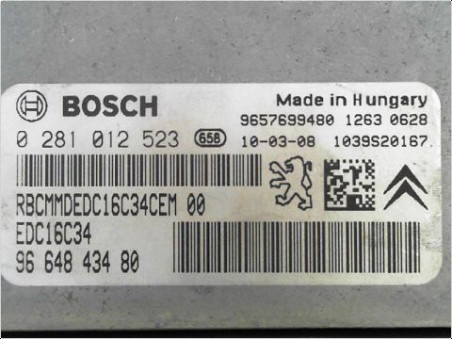 BOSCH
Made in Hungary
9657699480 1263 0628
0 281 012 523 658 10-03-08 1039S20167.
RBCMMDEDC16C34CEM 00
EDC16C34
96 648 434 80